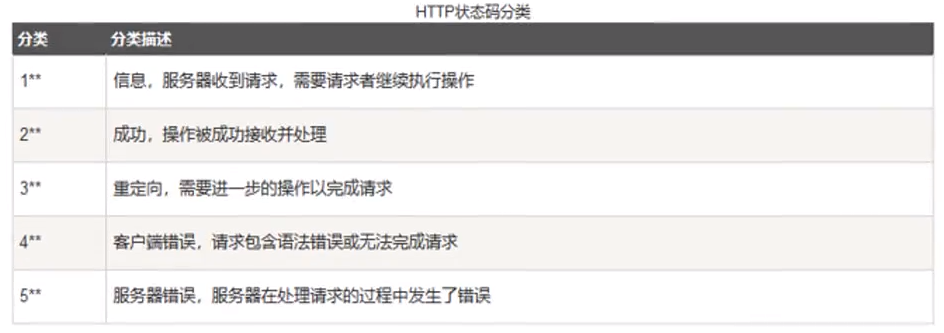 HTTP状态码分类
分类 分类描述
1** 信息，服务器收到请求，需要请求者继续执行操作
2** 成功，操作被成功接收并处理
3** 重定向，需要进一步的操作以完成请求
4** 客户端错误，请求包含语法错误或无法完成请求
5** 服务器错误，服务器在处理请求的过程中发生了错误